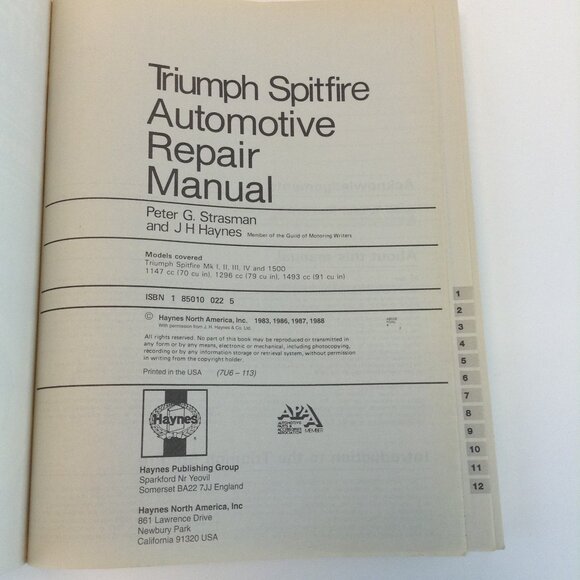 Triumph Spitfire
Automotive
Repair
Manual
Peter G. Strasman
and J H Haynes Member of the Guild of Motoring Writers
Models covered
Triumph Spitfire Mk I, II, III, IV and 1500
1147 cc (70 cu in), 1296 cc (79 cu in), 1493 cc (91 cu in)
ISBN 1 85010 022 5
© Haynes North America, Inc. 1983, 1986, 1987, 1988
With permission from J. H. Haynes & Co. Ltd.
All rights reserved. No part of this book may be reproduced or transmitted in
any form or by any means, electronic or mechanical, including photocopying,
recording or by any information storage or retrieval system, without permission
in writing from the copyright holder.
Printed in the USA (7U6 – 113)
Haynes
APAA
AUTOMOTIVE
PARTS &
ACCESSORIES
ASSOCIATION
MEMBER
Haynes Publishing Group
Sparkford Nr Yeovil
Somerset BA22 7JJ England
Haynes North America, Inc
861 Lawrence Drive
Newbury Park
California 91320 USA
1
2
3
4
5
6
7
8
9
10
11
12